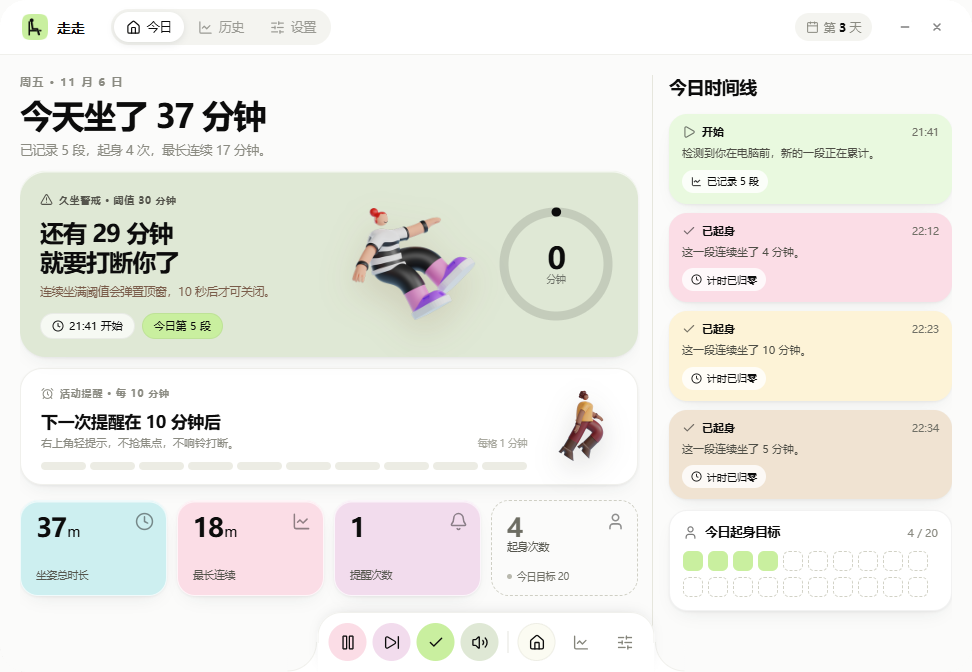 走走
今日
历史
设置
第 3 天
周五 • 11 月 6 日
今天坐了 37 分钟
已记录 5 段，起身 4 次，最长连续 17 分钟。
久坐警戒 • 阈值 30 分钟
还有 29 分钟
就要打断你了
连续坐满阈值会弹置顶窗，10 秒后才可关闭。
21:41 开始
今日第 5 段
0
分钟
活动提醒 • 每 10 分钟
下一次提醒在 10 分钟后
右上角轻提示，不抢焦点，不响铃打断。
每格 1 分钟
37m
坐姿总时长
18m
最长连续
1
提醒次数
4
起身次数
今日目标 20
今日时间线
开始
21:41
检测到你在电脑前，新的一段正在累计。
已记录 5 段
已起身
22:12
这一段连续坐了 4 分钟。
计时已归零
已起身
22:23
这一段连续坐了 10 分钟。
计时已归零
已起身
22:34
这一段连续坐了 5 分钟。
计时已归零
今日起身目标
4 / 20